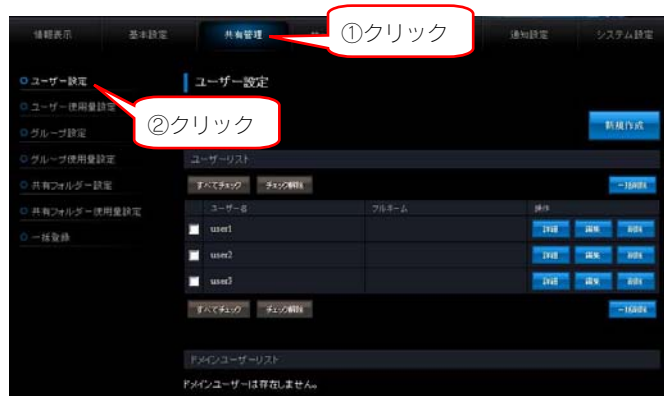 情報表示 基本設定 共有管理 通知設定 システム設定
①クリック
ユーザー設定
ユーザー使用量設定
グループ設定
グループ使用量設定
共有フォルダー設定
共有フォルダー使用量設定
一括登録
②クリック
ユーザー設定
新規作成
ユーザーリスト
すべてチェック チェック解除 一括削除
ユーザー名 フルネーム 操作
user1 詳細 編集 削除
user2 詳細 編集 削除
user3 詳細 編集 削除
すべてチェック チェック解除 一括削除
ドメインユーザーリスト
ドメインユーザーは存在しません。